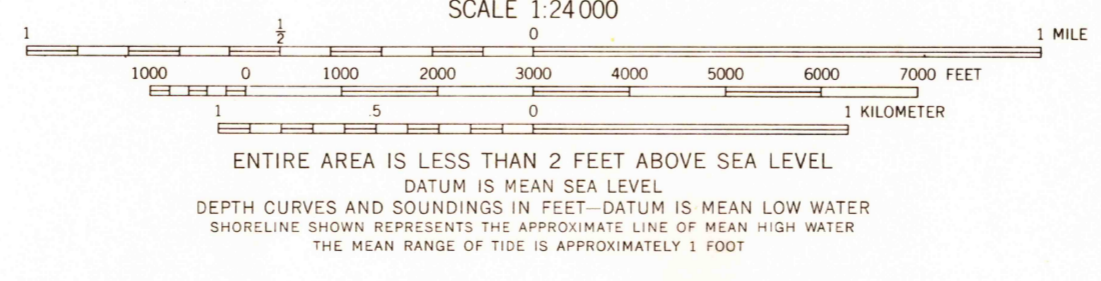 SCALE 1:24 000
1 1/2 0 1 MILE
1000 0 1000 2000 3000 4000 5000 6000 7000 FEET
1 .5 0 1 KILOMETER
ENTIRE AREA IS LESS THAN 2 FEET ABOVE SEA LEVEL
DATUM IS MEAN SEA LEVEL
DEPTH CURVES AND SOUNDINGS IN FEET—DATUM IS MEAN LOW WATER
SHORELINE SHOWN REPRESENTS THE APPROXIMATE LINE OF MEAN HIGH WATER
THE MEAN RANGE OF TIDE IS APPROXIMATELY 1 FOOT